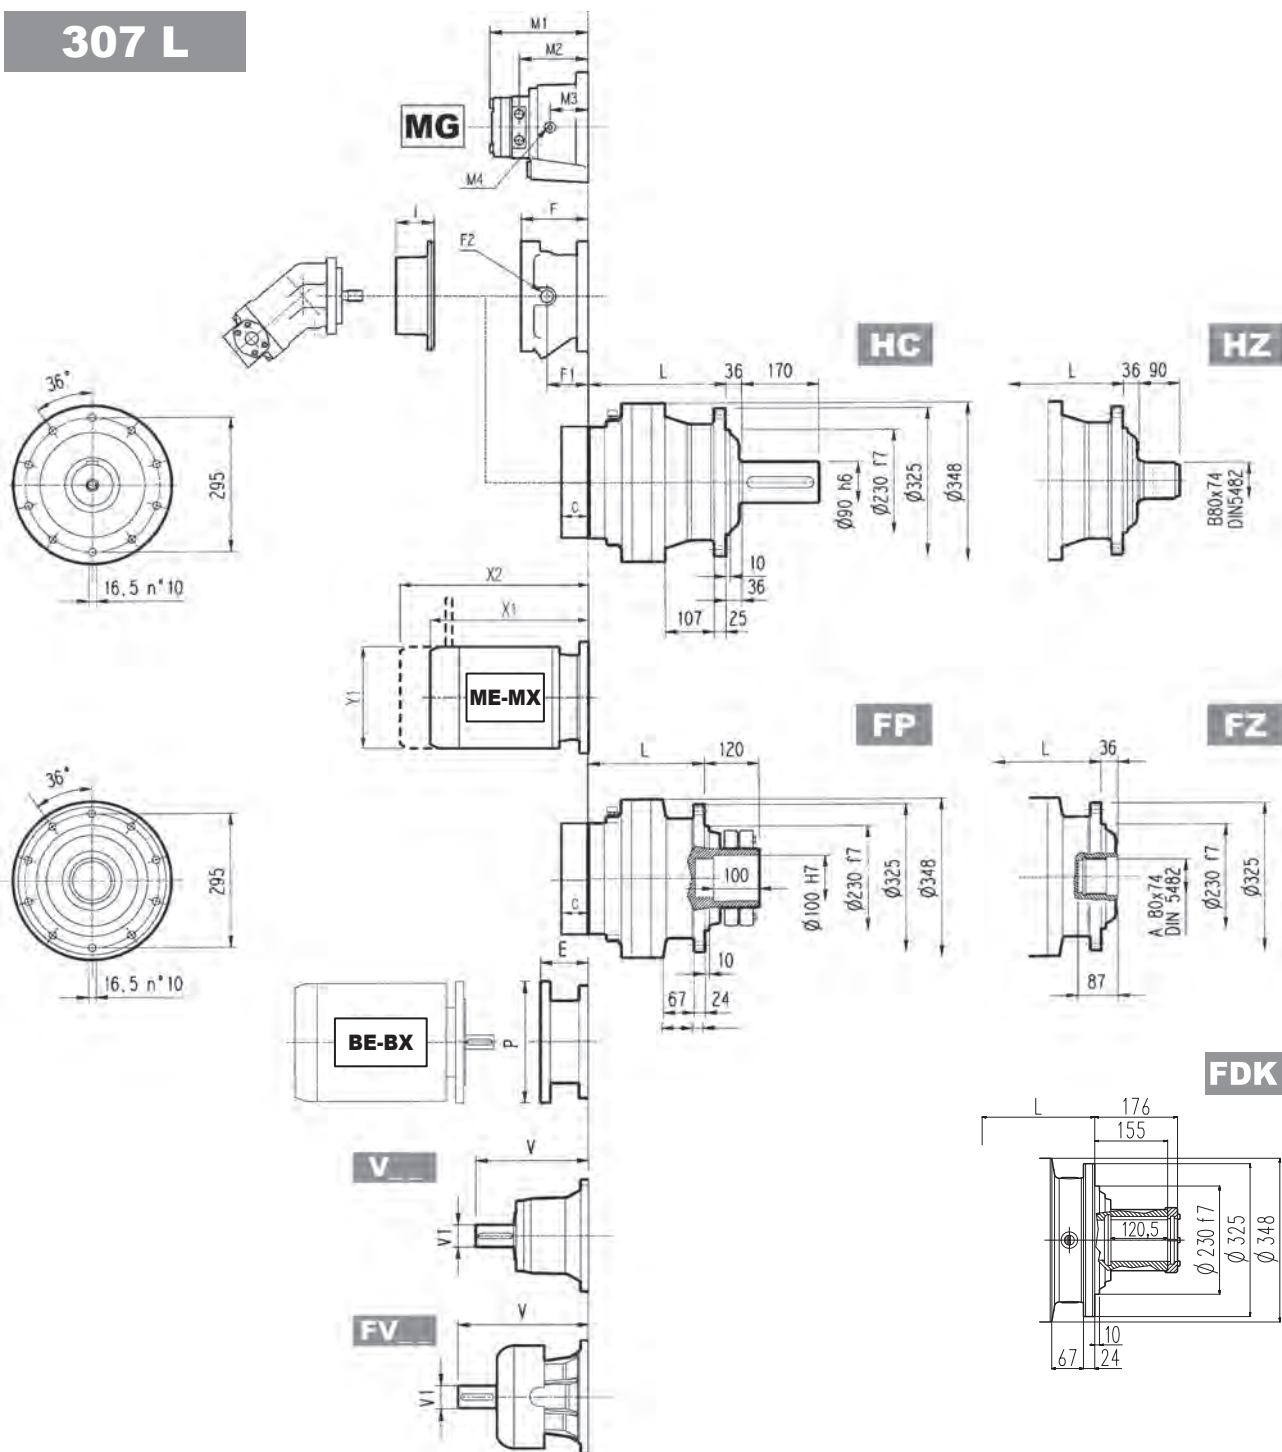 307 L
M1
M2
M3
MG
M4
I
F
F2
HC
HZ
F1
L
36
170
L
36
90
36°
295
16,5 n°10
C
Ø90 h6
Ø230 f7
Ø325
Ø348
B80x74
DIN5482
10
36
107
25
X2
X1
Y1
ME-MX
FP
FZ
L
120
L
36
36°
295
16,5 n°10
C
100
Ø100 H7
Ø230 f7
Ø325
Ø348
A 80x74
DIN 5482
Ø230 f7
Ø325
E
10
67
24
87
BE-BX
P
FDK
L
176
155
V__
V
V1
120,5
Ø 230 f7
Ø 325
Ø 348
10
67
24
FV__
V
V1